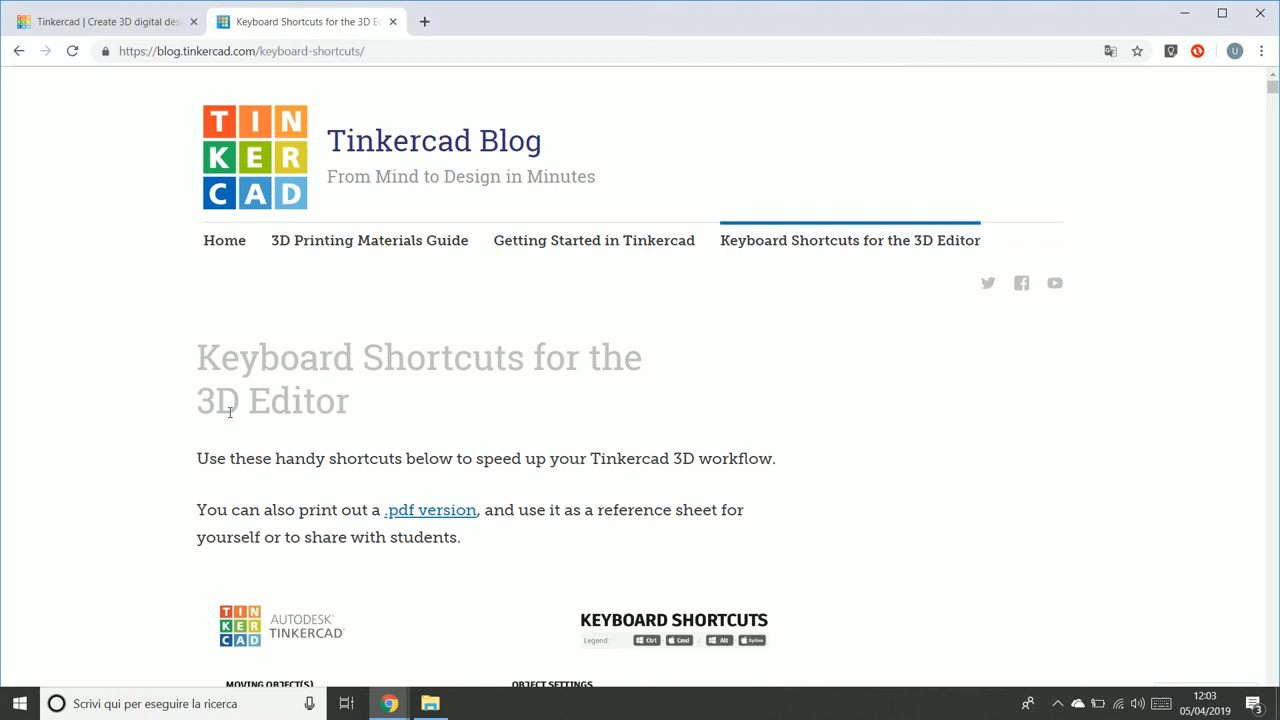 Tinkercad | Create 3D digital des
Keyboard Shortcuts for the 3D E
https://blog.tinkercad.com/keyboard-shortcuts/
U
TIN
KER
CAD
Tinkercad Blog
From Mind to Design in Minutes
Home
3D Printing Materials Guide
Getting Started in Tinkercad
Keyboard Shortcuts for the 3D Editor
Keyboard Shortcuts for the
3D Editor
Use these handy shortcuts below to speed up your Tinkercad 3D workflow.
You can also print out a .pdf version, and use it as a reference sheet for
yourself or to share with students.
TIN
KER
CAD
AUTODESK®
TINKERCAD™
KEYBOARD SHORTCUTS
Legend: Ctrl Cmd / Alt Option
MOVING OBJECT(S)
OBJECT SETTINGS
Scrivi qui per eseguire la ricerca
12:03
05/04/2019
3